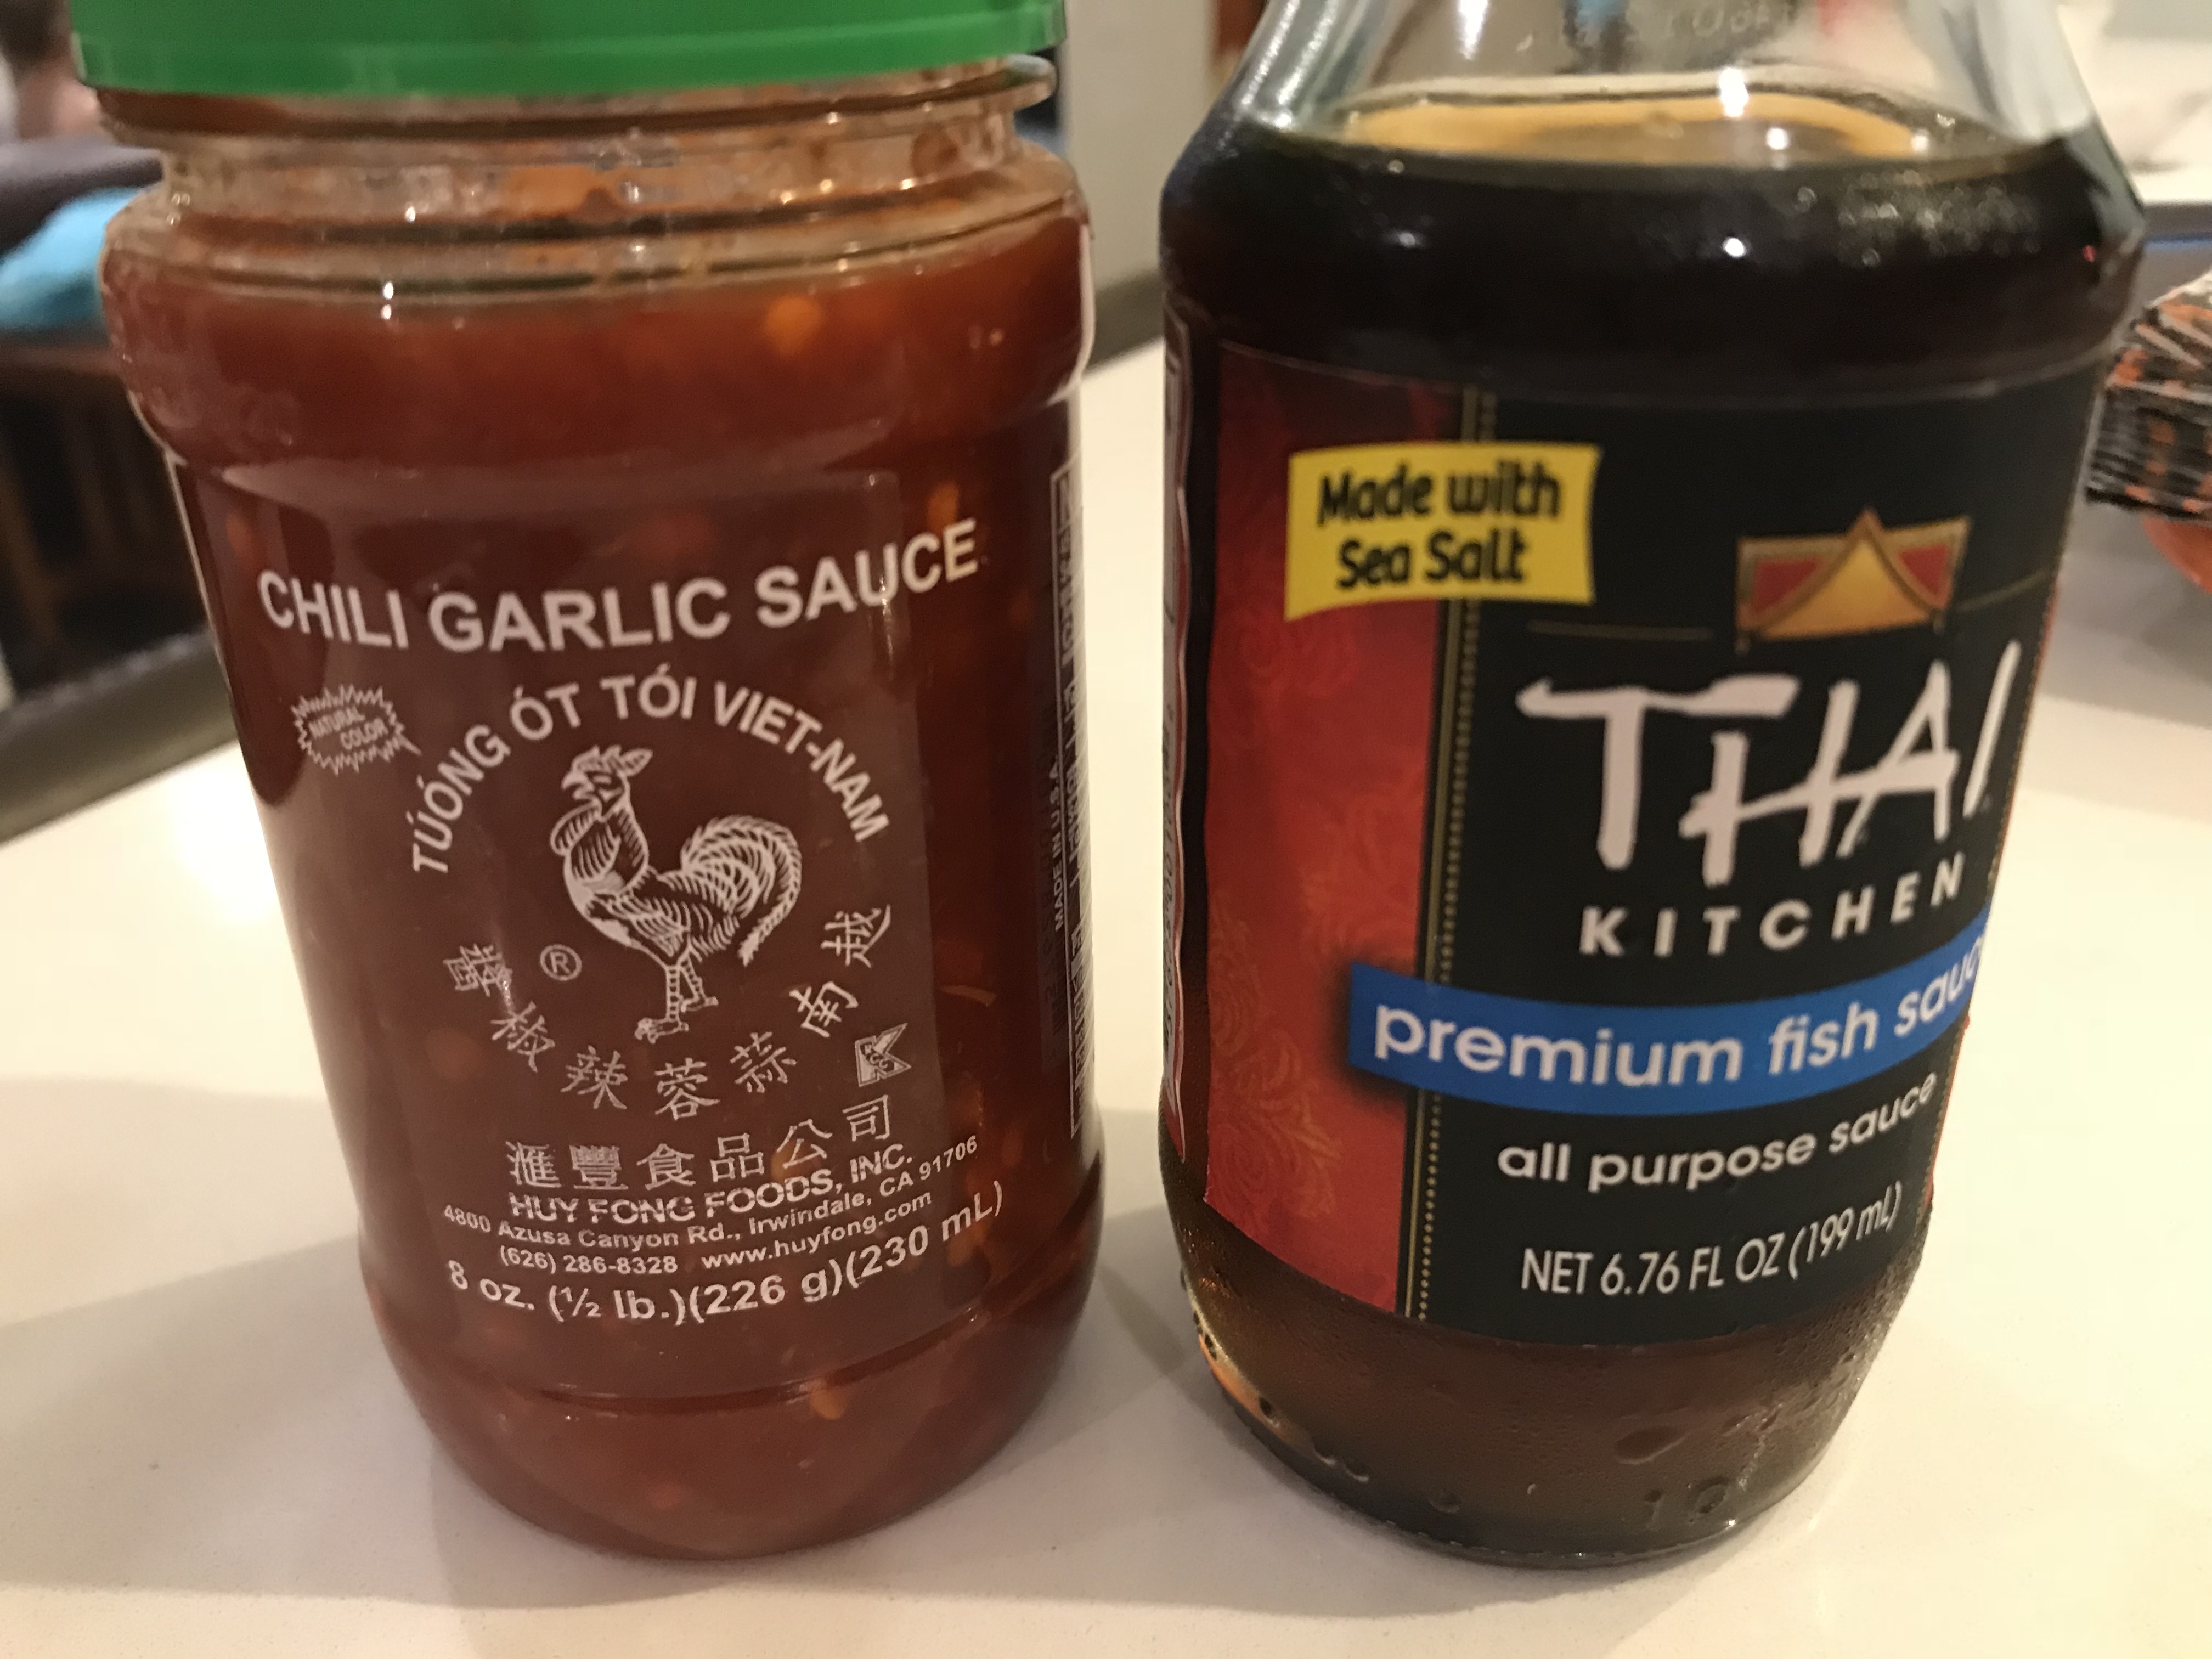 CHILI GARLIC SAUCE
NATURAL
COLOR
TÚÓNG ÓT TÓI VIET-NAM
®
越南蒜蓉辣椒醬
滙豐食品公司
HUY FONG FOODS, INC.
4800 Azusa Canyon Rd., Irwindale, CA 91706
(626) 286-8328 www.huyfong.com
8 oz. (½ lb.)(226 g)(230 mL)
MADE IN U.S.A.
Made with
Sea Salt
THAI
KITCHEN
premium fish sauce
all purpose sauce
NET 6.76 FL OZ (199 mL)